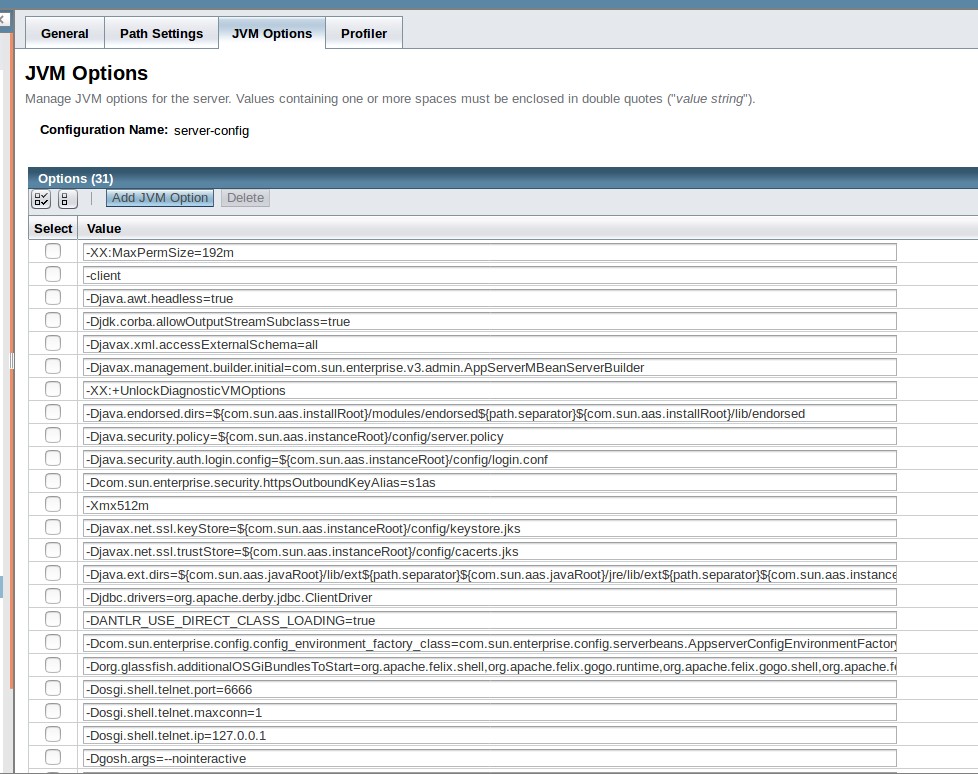 General Path Settings JVM Options Profiler
JVM Options
Manage JVM options for the server. Values containing one or more spaces must be enclosed in double quotes ("value string").
Configuration Name: server-config
Options (31)
Add JVM Option Delete
Select Value
-XX:MaxPermSize=192m
-client
-Djava.awt.headless=true
-Djdk.corba.allowOutputStreamSubclass=true
-Djavax.xml.accessExternalSchema=all
-Djavax.management.builder.initial=com.sun.enterprise.v3.admin.AppServerMBeanServerBuilder
-XX:+UnlockDiagnosticVMOptions
-Djava.endorsed.dirs=${com.sun.aas.installRoot}/modules/endorsed${path.separator}${com.sun.aas.installRoot}/lib/endorsed
-Djava.security.policy=${com.sun.aas.instanceRoot}/config/server.policy
-Djava.security.auth.login.config=${com.sun.aas.instanceRoot}/config/login.conf
-Dcom.sun.enterprise.security.httpsOutboundKeyAlias=s1as
-Xmx512m
-Djavax.net.ssl.keyStore=${com.sun.aas.instanceRoot}/config/keystore.jks
-Djavax.net.ssl.trustStore=${com.sun.aas.instanceRoot}/config/cacerts.jks
-Djava.ext.dirs=${com.sun.aas.javaRoot}/lib/ext${path.separator}${com.sun.aas.javaRoot}/jre/lib/ext${path.separator}${com.sun.aas.instance
-Djdbc.drivers=org.apache.derby.jdbc.ClientDriver
-DANTLR_USE_DIRECT_CLASS_LOADING=true
-Dcom.sun.enterprise.config.config_environment_factory_class=com.sun.enterprise.config.serverbeans.AppserverConfigEnvironmentFactory
-Dorg.glassfish.additionalOSGiBundlesToStart=org.apache.felix.shell,org.apache.felix.gogo.runtime,org.apache.felix.gogo.shell,org.apache.fe
-Dosgi.shell.telnet.port=6666
-Dosgi.shell.telnet.maxconn=1
-Dosgi.shell.telnet.ip=127.0.0.1
-Dgosh.args=--nointeractive